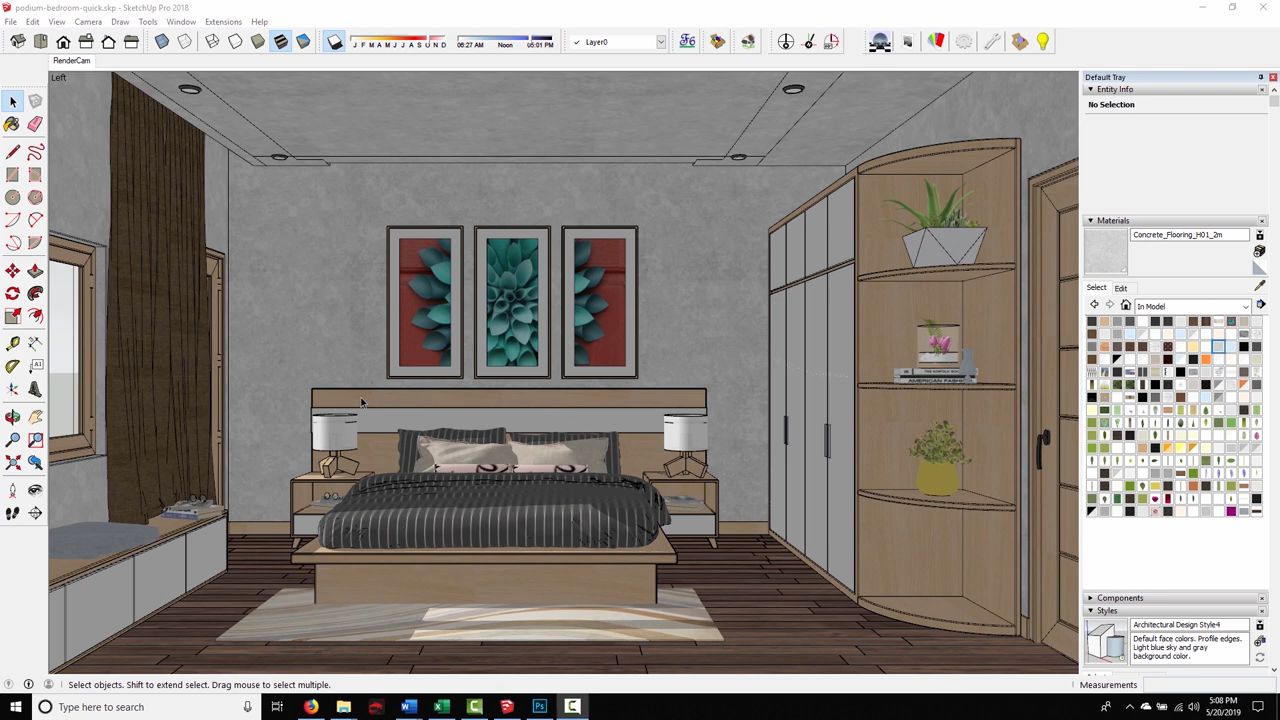 podium-bedroom-quick.skp - SketchUp Pro 2018
File Edit View Camera Draw Tools Window Extensions Help
J F M A M J J A S O N D 06:27 AM Noon 05:01 PM Layer0
RenderCam
Left
Default Tray
Entity Info
No Selection
Materials
Concrete_Flooring_H01_2m
Select Edit
In Model
AMERICAN FASHION
Components
Styles
Architectural Design Style4
Default face colors. Profile edges.
Light blue sky and gray
background color.
Select objects. Shift to extend select. Drag mouse to select multiple.
Measurements
Type here to search
5:08 PM
5/20/2019